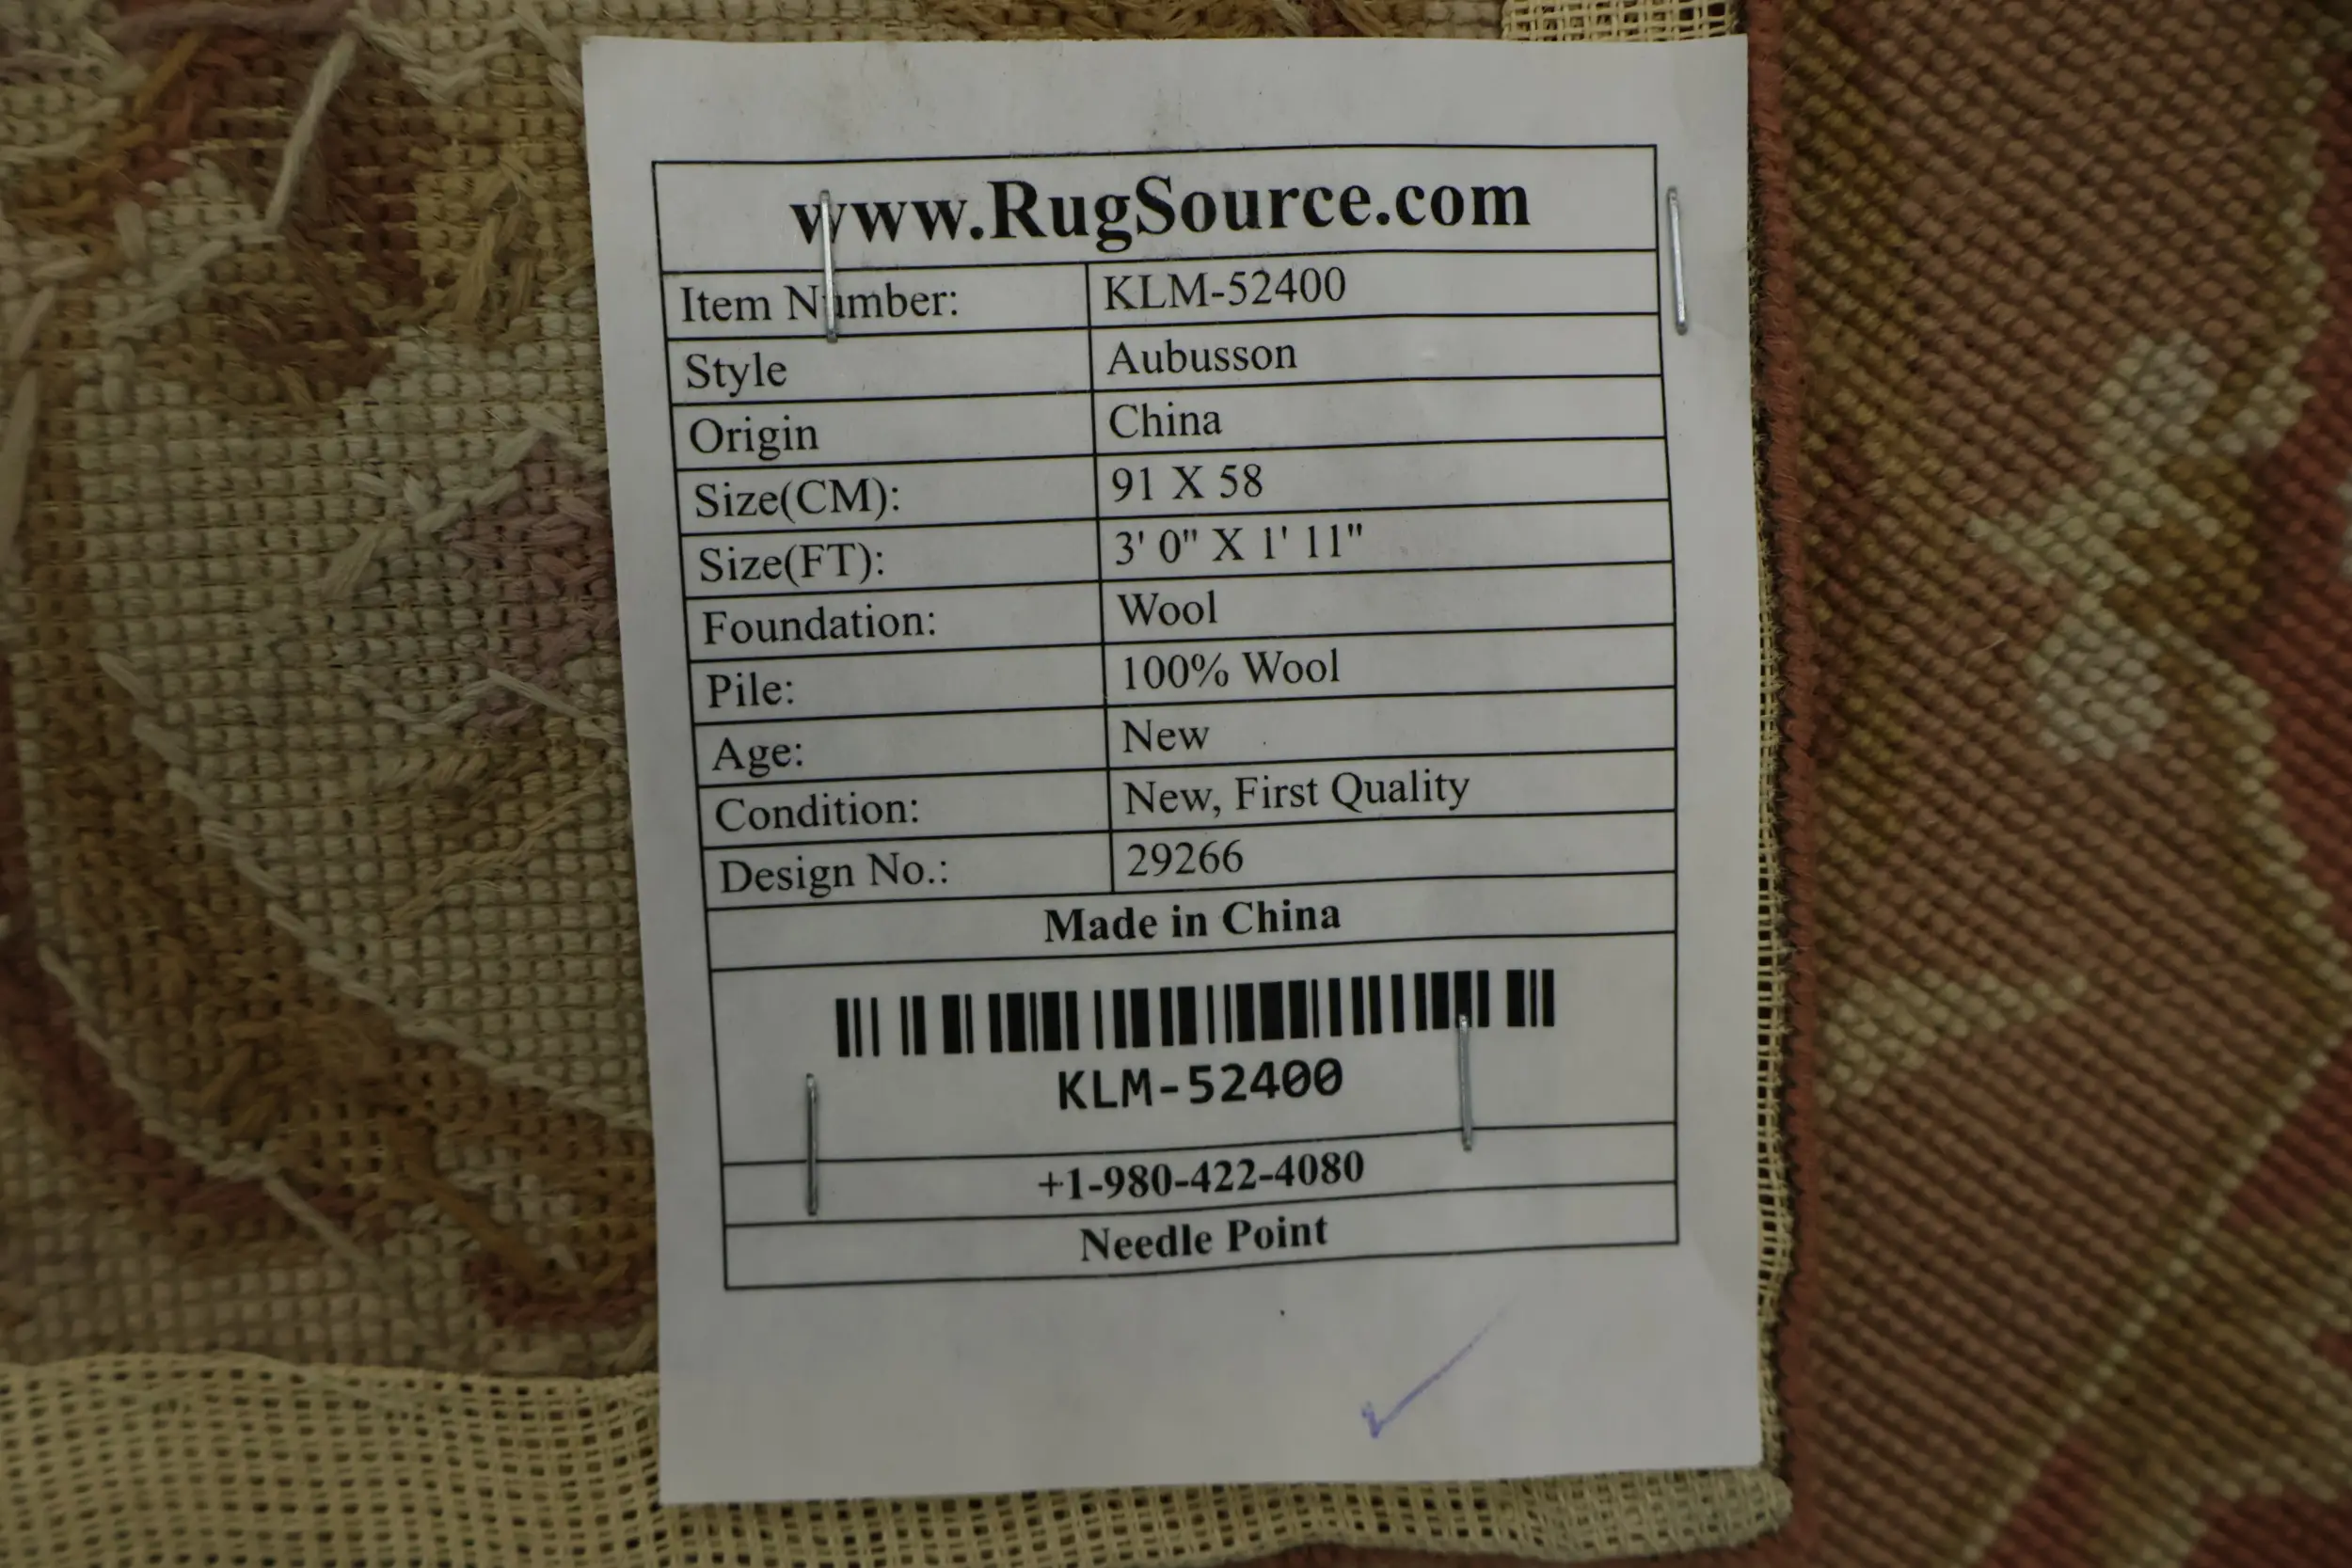 www.RugSource.com
Item Number: KLM-52400
Style Aubusson
Origin China
Size(CM): 91 X 58
Size(FT): 3' 0" X 1' 11"
Foundation: Wool
Pile: 100% Wool
Age: New
Condition: New, First Quality
Design No.: 29266
Made in China
KLM-52400
+1-980-422-4080
Needle Point